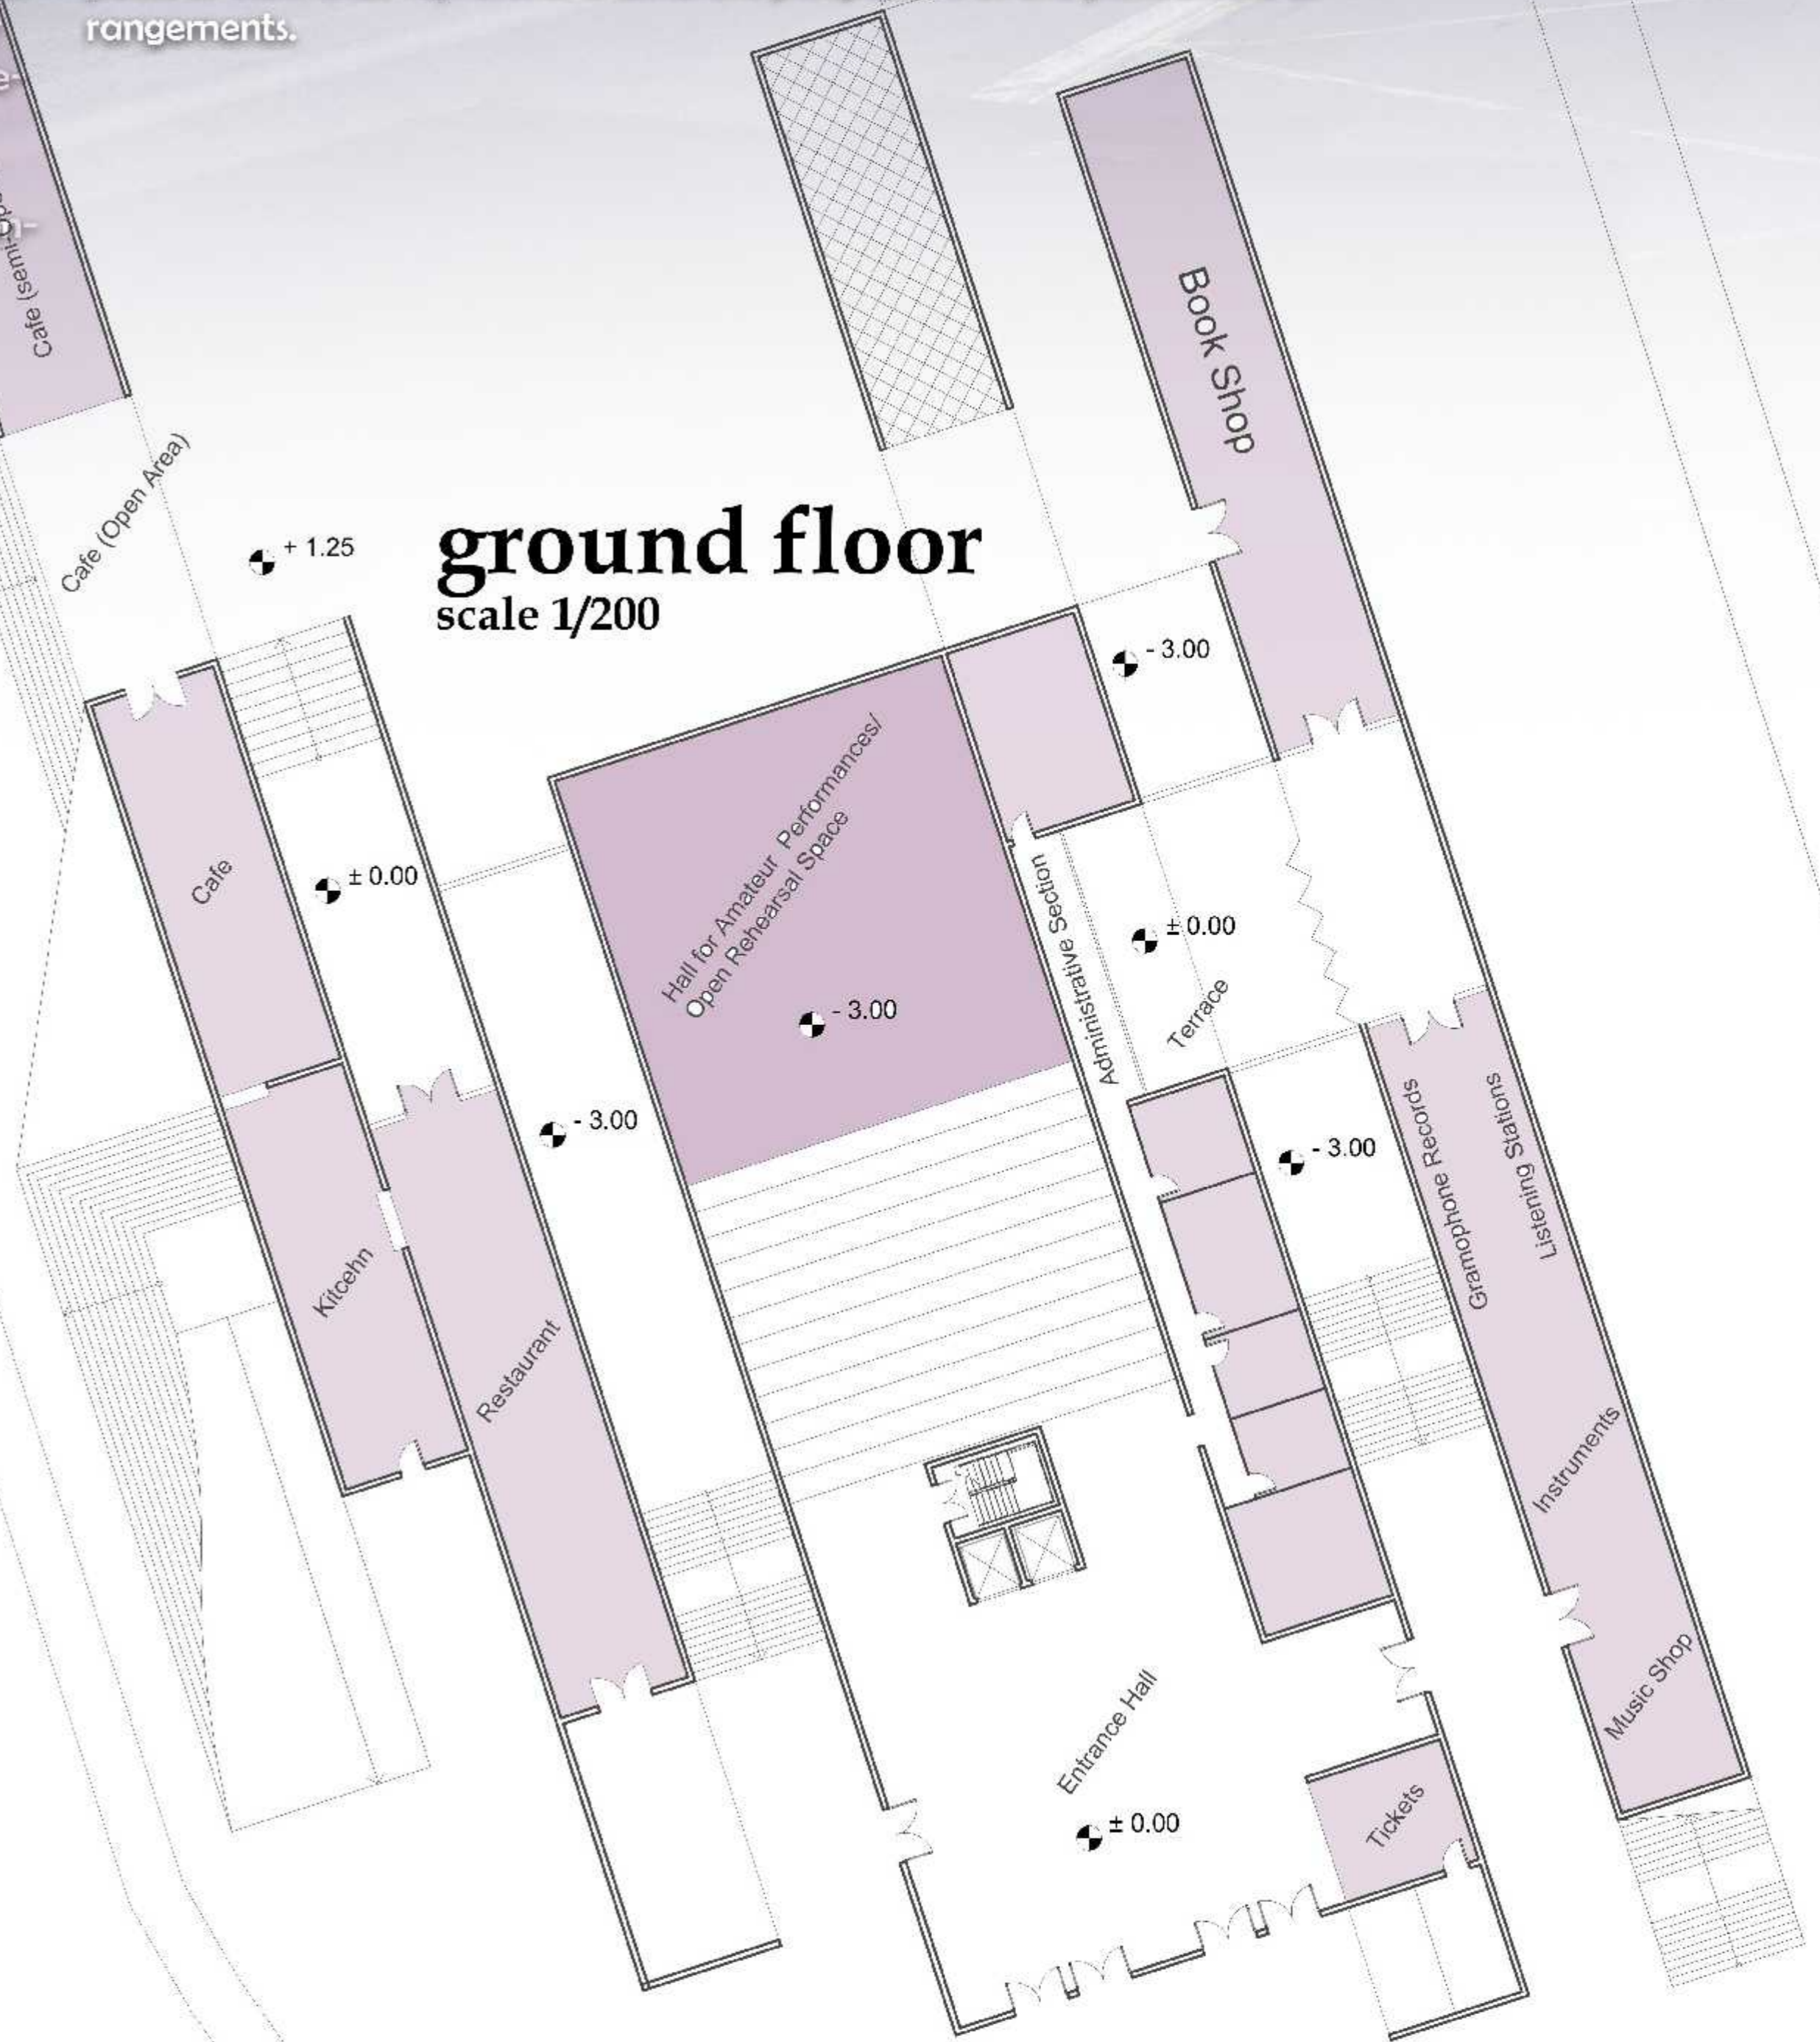 rangements.
Cafe (semi-
Book Shop
Cafe (Open Area)
+ 1.25
ground floor
scale 1/200
- 3.00
Hall for Amateur Performances/
Open Rehearsal Space
Cafe
± 0.00
Administrative Section
± 0.00
Terrace
- 3.00
- 3.00
- 3.00
Gramophone Records
Listening Stations
Kitcehn
Restaurant
Instruments
Music Shop
Entrance Hall
Tickets
± 0.00